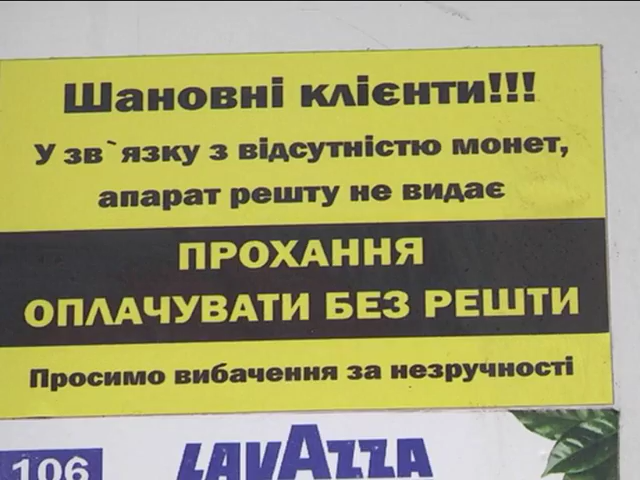 Шановні клієнти!!!
У зв`язку з відсутністю монет,
апарат решту не видає
ПРОХАННЯ
ОПЛАЧУВАТИ БЕЗ РЕШТИ
Просимо вибачення за незручності
106 LAVAZZA